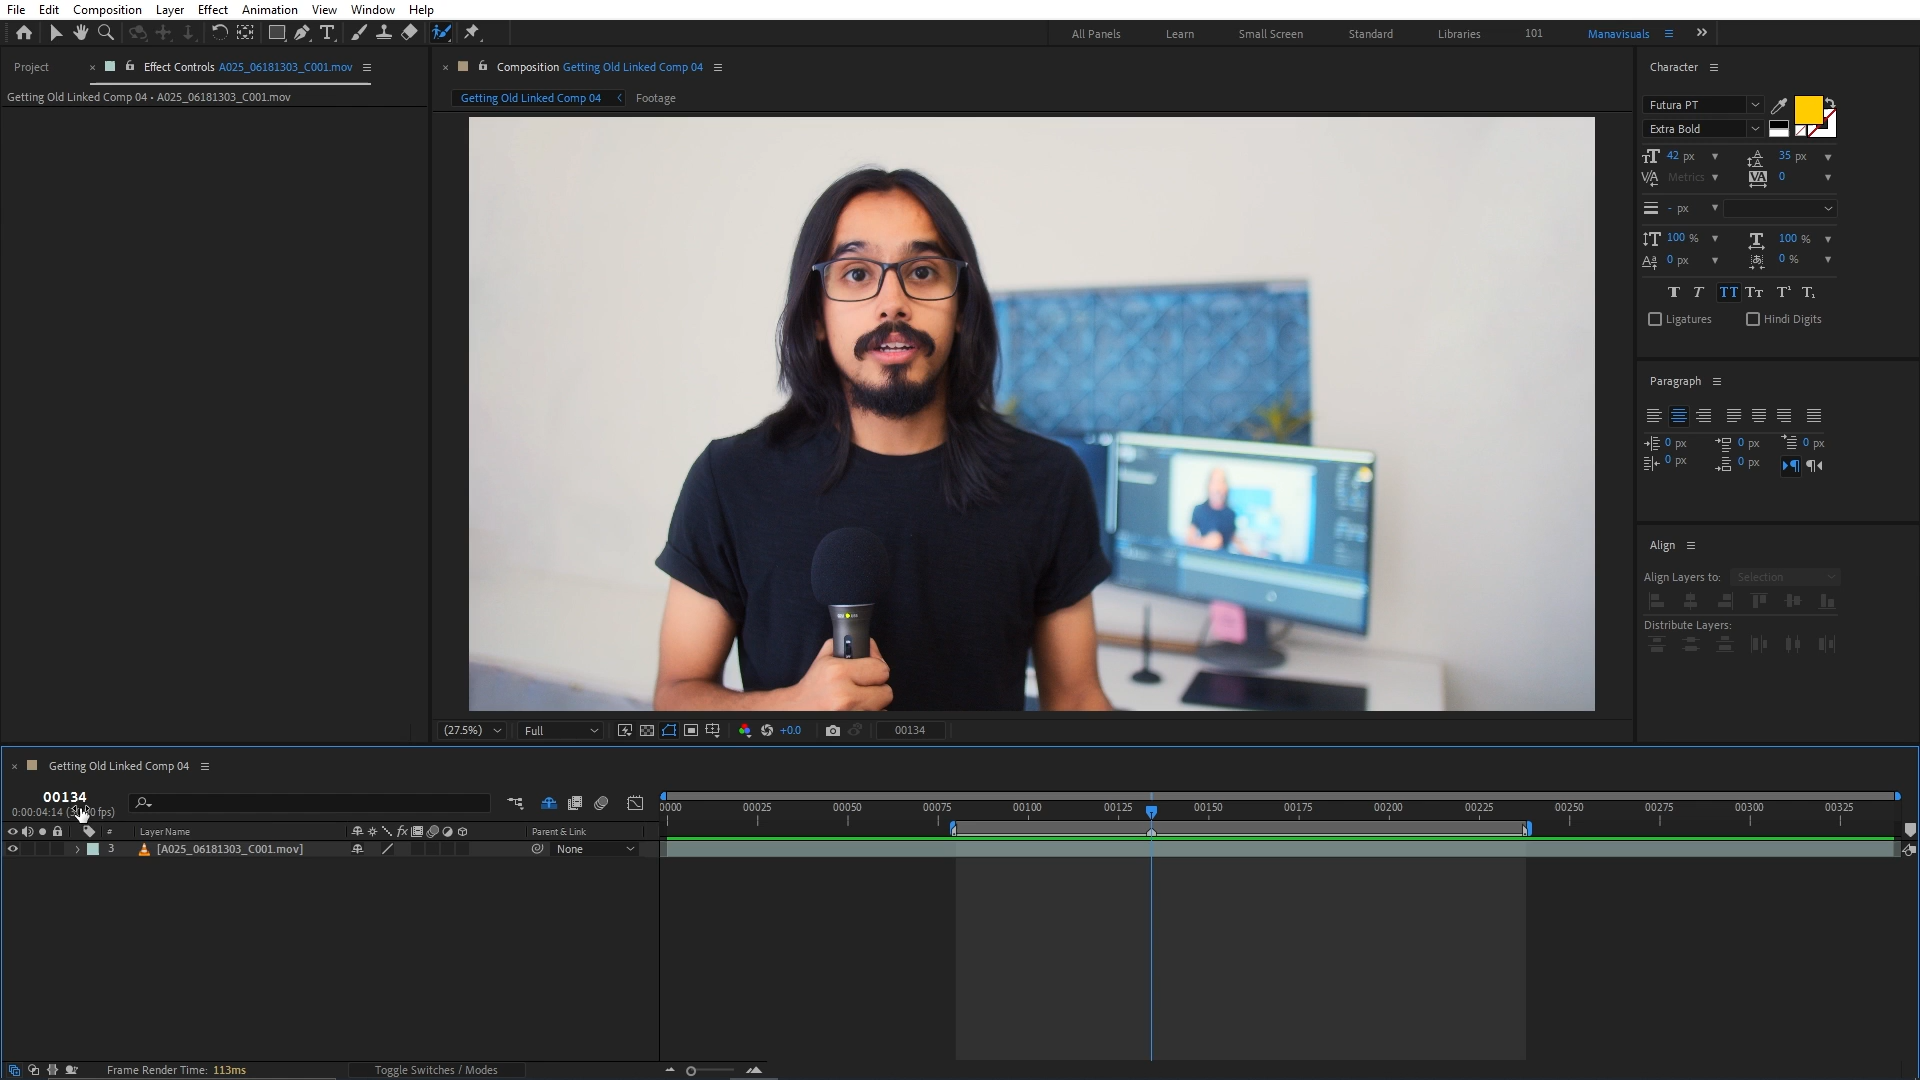 File Edit Composition Layer Effect Animation View Window Help
All Panels Learn Small Screen Standard Libraries 101 Manavisuals
Project × Effect Controls A025_06181303_C001.mov
Getting Old Linked Comp 04 • A025_06181303_C001.mov
× Composition Getting Old Linked Comp 04
Getting Old Linked Comp 04 < Footage
Character
Futura PT
Extra Bold
42 px 35 px
Metrics 0
- px
100 % 100 %
0 px 0 %
Ligatures Hindi Digits
Paragraph
0 px 0 px 0 px
0 px 0 px
Align
Align Layers to: Selection
Distribute Layers:
(27.5%) Full +0.0 00134
× Getting Old Linked Comp 04
00134
0:00:04:14
fps)
0000 00025 00050 00075 00100 00125 00150 00175 00200 00225 00250 00275 00300 00325
# Layer Name fx Parent & Link
3 [A025_06181303_C001.mov] None
Frame Render Time: 113ms Toggle Switches / Modes